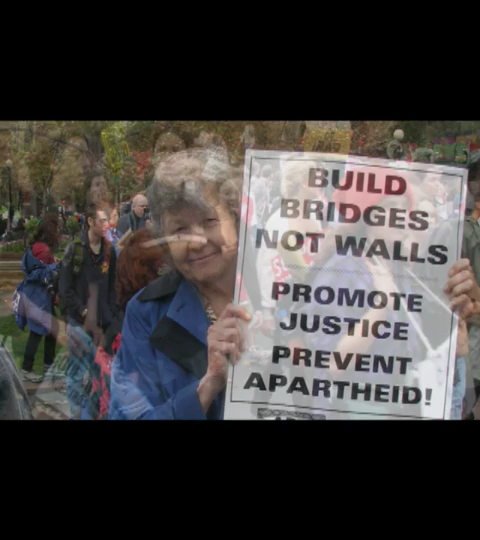 BUILD
BRIDGES
NOT WALLS
PROMOTE
JUSTICE
PREVENT
APARTHEID!